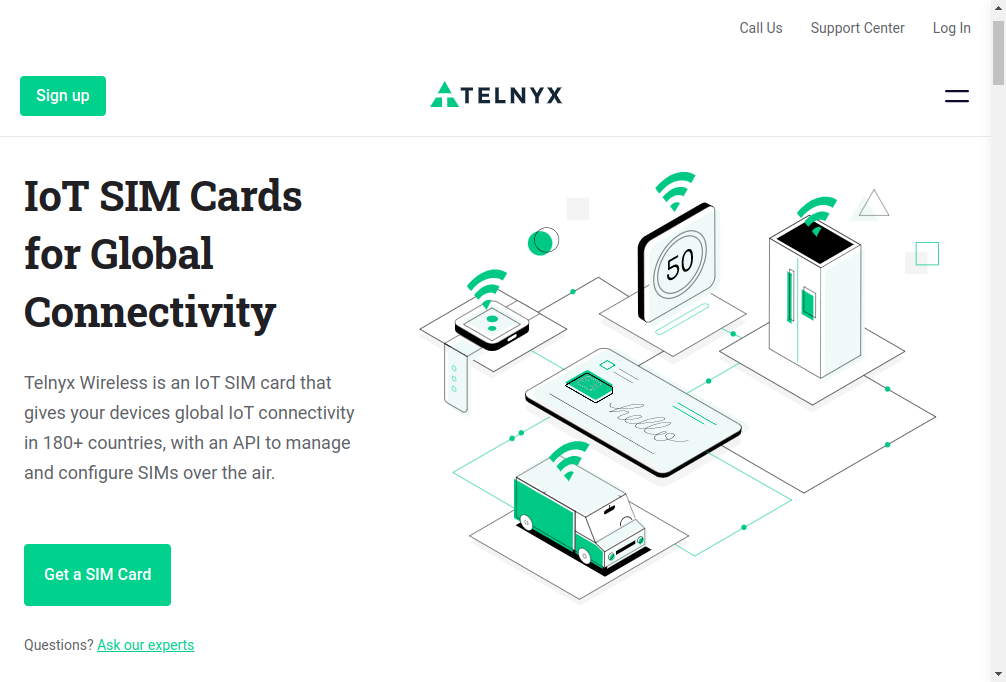 Call Us Support Center Log In
Sign up
TELNYX
IoT SIM Cards
for Global
Connectivity
50
hello
Telnyx Wireless is an IoT SIM card that
gives your devices global IoT connectivity
in 180+ countries, with an API to manage
and configure SIMs over the air.
Get a SIM Card
Questions? Ask our experts